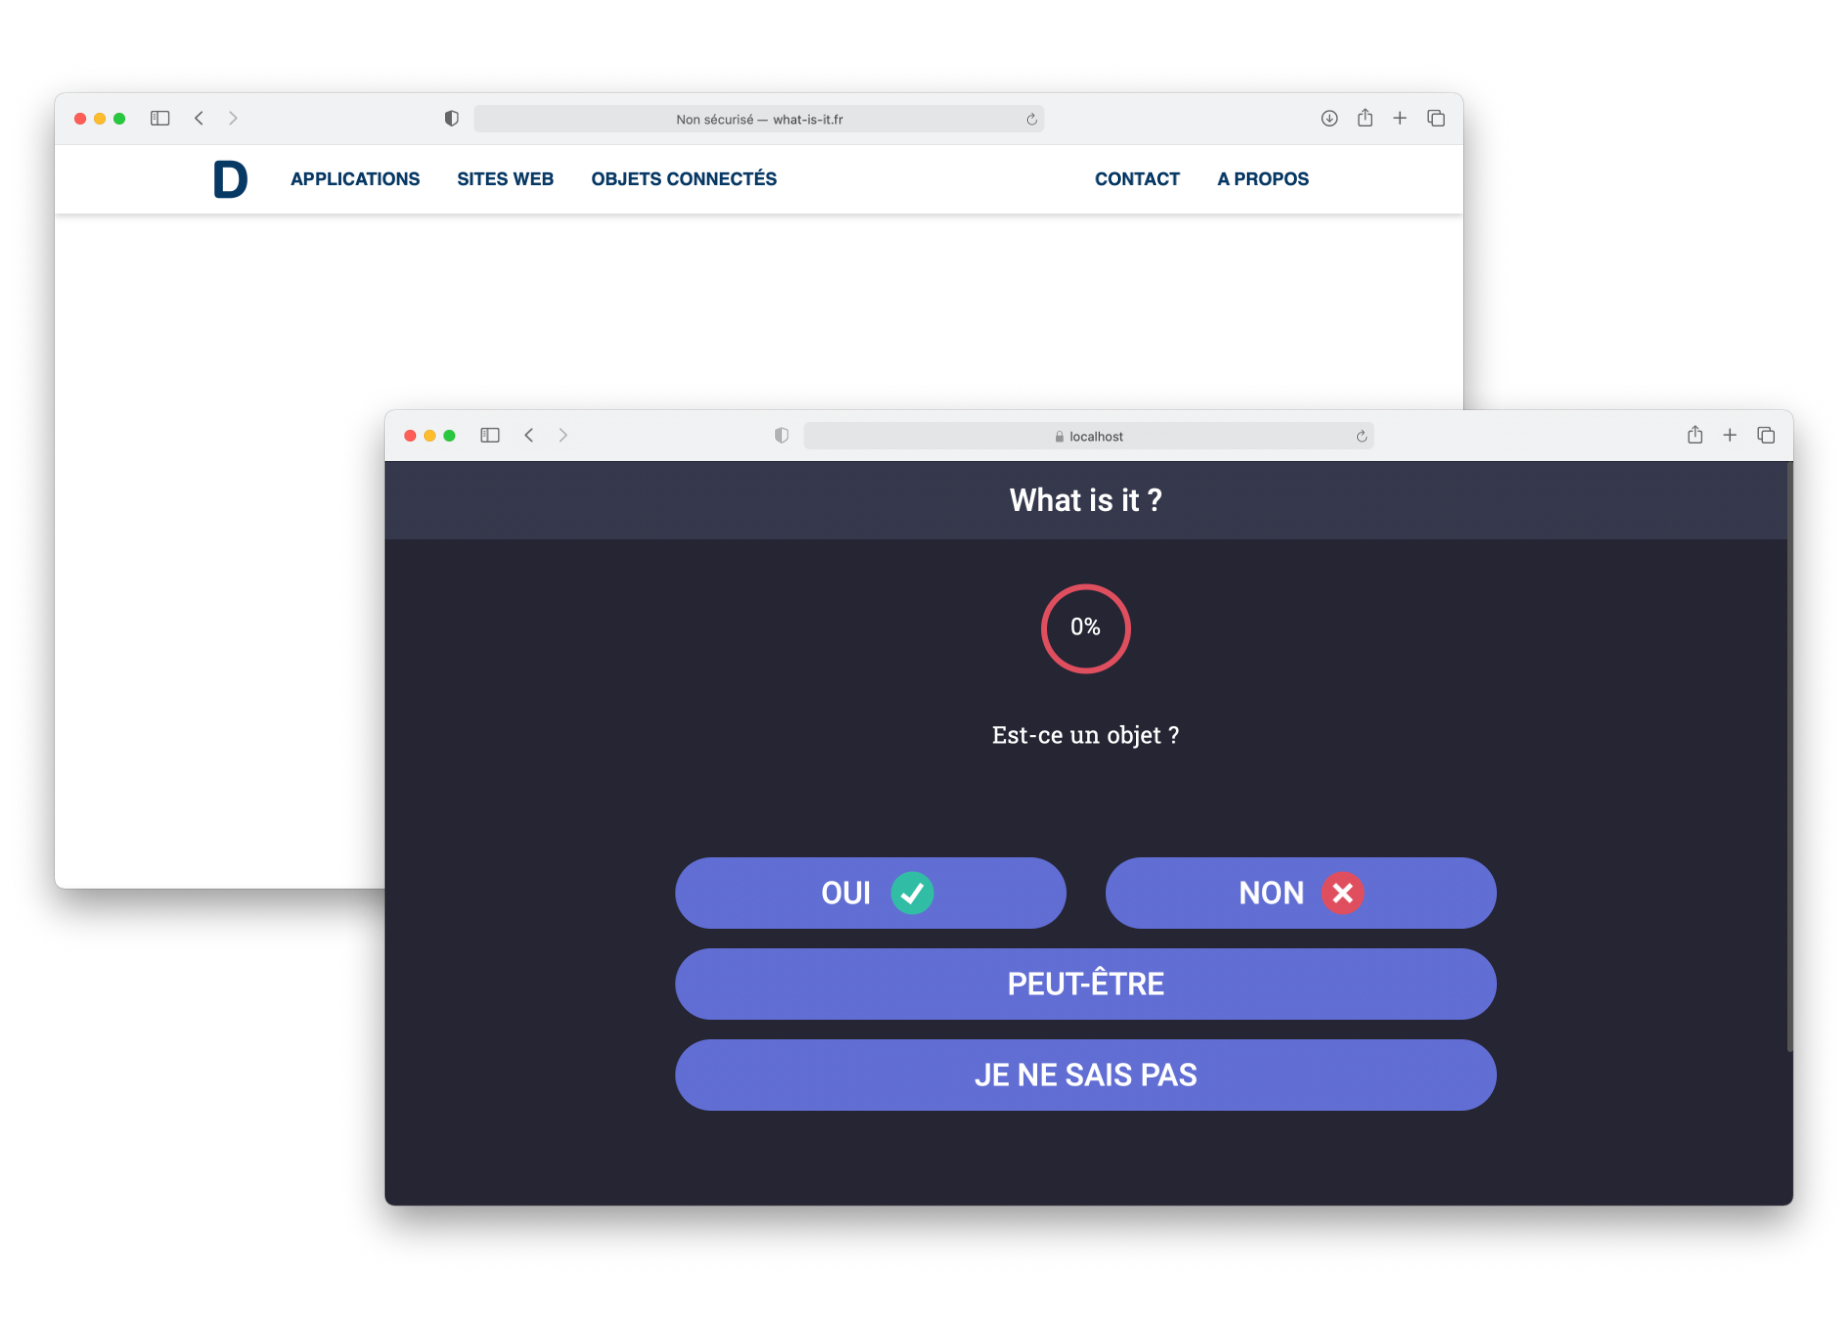 Non sécurisé — what-is-it.fr
D APPLICATIONS SITES WEB OBJETS CONNECTÉS CONTACT A PROPOS
localhost
What is it ?
0%
Est-ce un objet ?
OUI NON
PEUT-ÊTRE
JE NE SAIS PAS